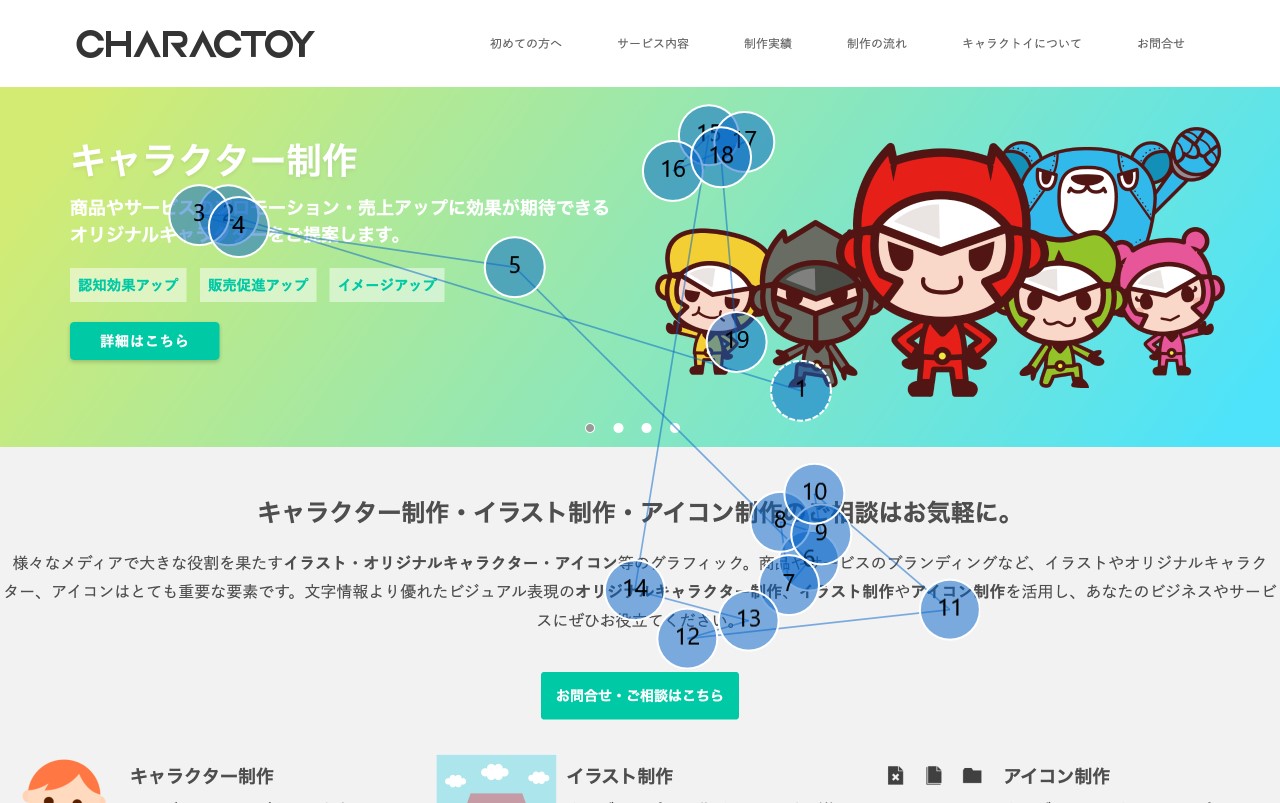 CHARACTOY
初めての方へ
サービス内容
制作実績
制作の流れ
キャラクトイについて
お問合せ
キャラクター制作
商品やサービス モーション・売上アップに効果が期待できる
オリジナルキャ をご提案します。
認知効果アップ
販売促進アップ
イメージアップ
詳細はこちら
1
2
3
4
5
15
16
17
18
19
キャラクター制作・イラスト制作・アイコン制作のご相談はお気軽に。
様々なメディアで大きな役割を果たすイラスト・オリジナルキャラクター・アイコン等のグラフィック。商品やサービスのブランディングなど、イラストやオリジナルキャラク
ター、アイコンはとても重要な要素です。文字情報より優れたビジュアル表現のオリジナルキャラクター制作、イラスト制作やアイコン制作を活用し、あなたのビジネスやサービ
スにぜひお役立てください。
6
7
8
9
10
11
12
13
14
お問合せ・ご相談はこちら
キャラクター制作
イラスト制作
アイコン制作